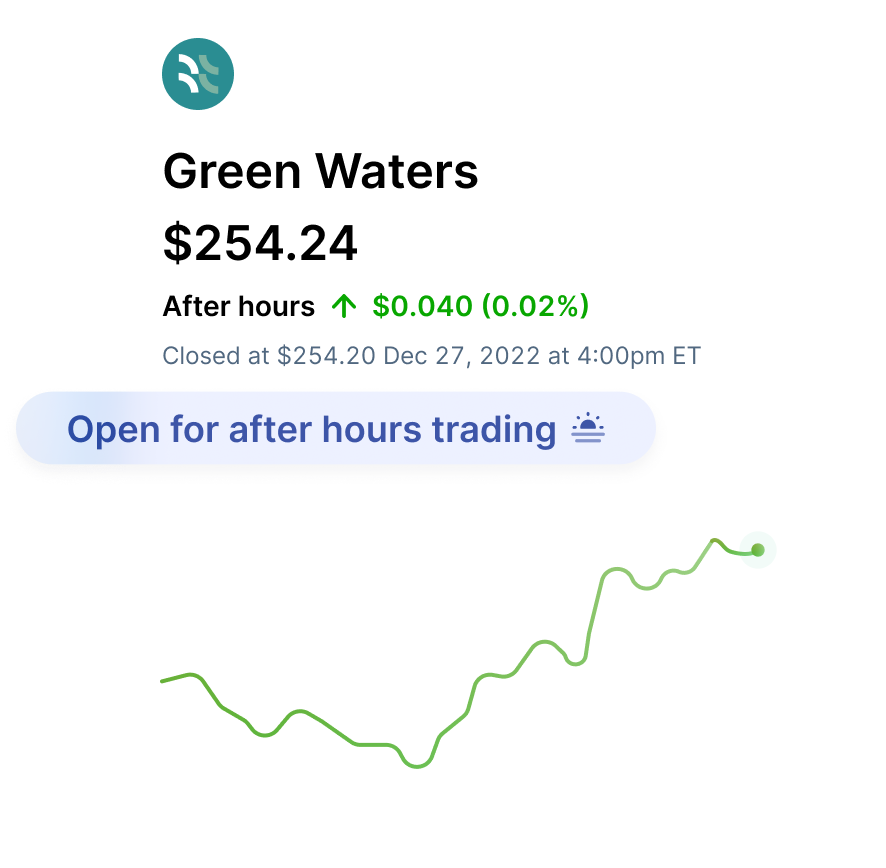 Green Waters
$254.24
After hours ↑ $0.040 (0.02%)
Closed at $254.20 Dec 27, 2022 at 4:00pm ET
Open for after hours trading